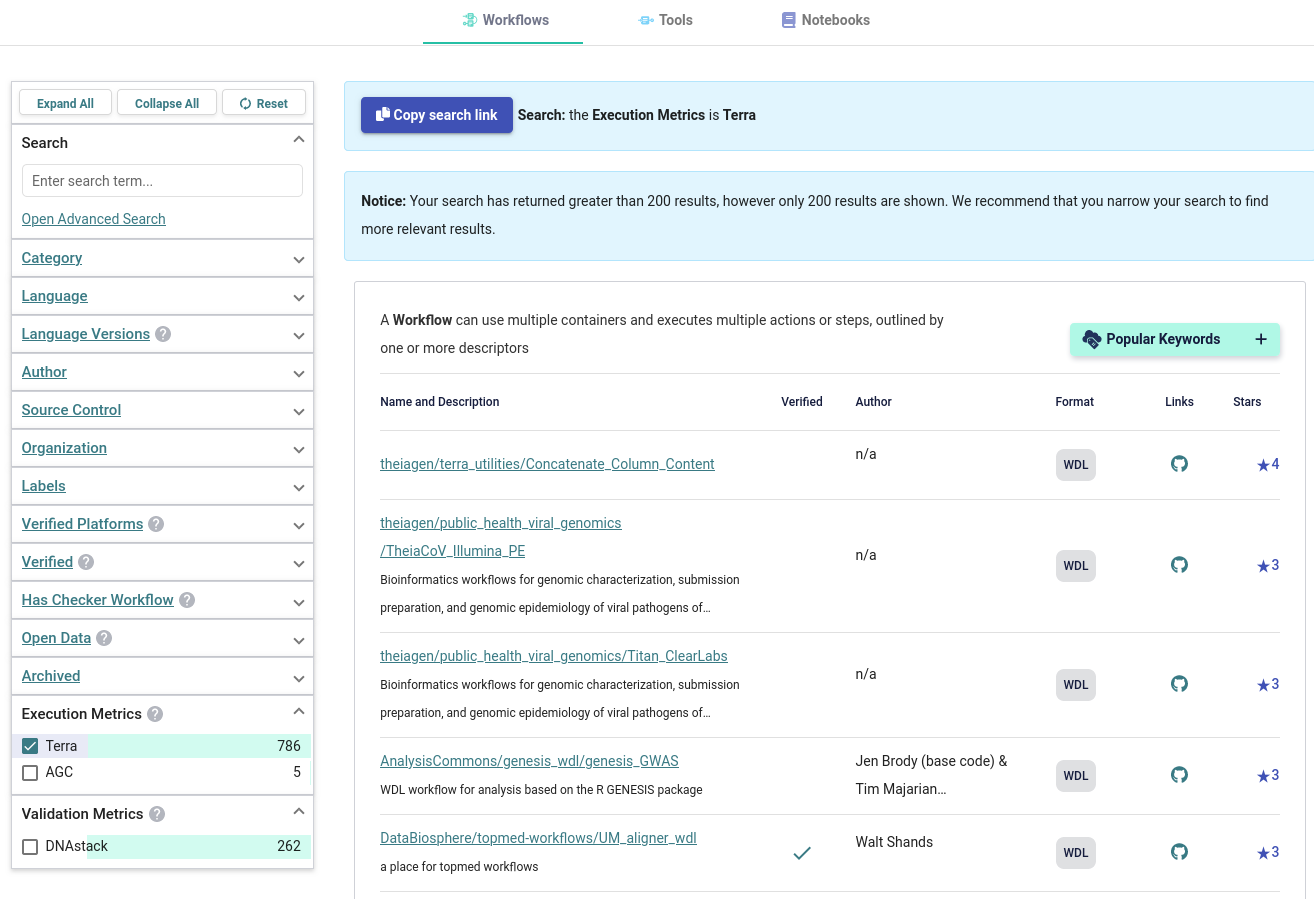 Workflows
Tools
Notebooks
Expand All
Collapse All
Reset
Search
Enter search term...
Open Advanced Search
Category
Language
Language Versions ?
Author
Source Control
Organization
Labels
Verified Platforms ?
Verified ?
Has Checker Workflow ?
Open Data ?
Archived
Execution Metrics ?
Terra 786
AGC 5
Validation Metrics ?
DNAstack 262
Copy search link Search: the Execution Metrics is Terra
Notice: Your search has returned greater than 200 results, however only 200 results are shown. We recommend that you narrow your search to find
more relevant results.
A Workflow can use multiple containers and executes multiple actions or steps, outlined by
one or more descriptors
Popular Keywords +
Name and Description Verified Author Format Links Stars
theiagen/terra_utilities/Concatenate_Column_Content n/a WDL 4
theiagen/public_health_viral_genomics
/TheiaCoV_Illumina_PE
Bioinformatics workflows for genomic characterization, submission
preparation, and genomic epidemiology of viral pathogens of…
n/a WDL 3
theiagen/public_health_viral_genomics/Titan_ClearLabs
Bioinformatics workflows for genomic characterization, submission
preparation, and genomic epidemiology of viral pathogens of…
n/a WDL 3
AnalysisCommons/genesis_wdl/genesis_GWAS
WDL workflow for analysis based on the R GENESIS package
Jen Brody (base code) &
Tim Majarian…
WDL 3
DataBiosphere/topmed-workflows/UM_aligner_wdl
a place for topmed workflows
Walt Shands
WDL 3